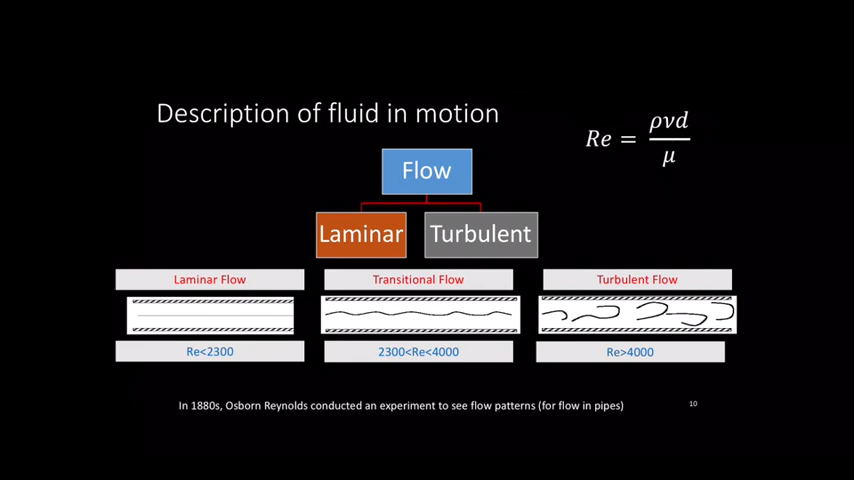 Description of fluid in motion
Re = ρνd / μ
Flow
Laminar
Turbulent
Laminar Flow
Transitional Flow
Turbulent Flow
Re<2300
2300<Re<4000
Re>4000
In 1880s, Osborn Reynolds conducted an experiment to see flow patterns (for flow in pipes)
10